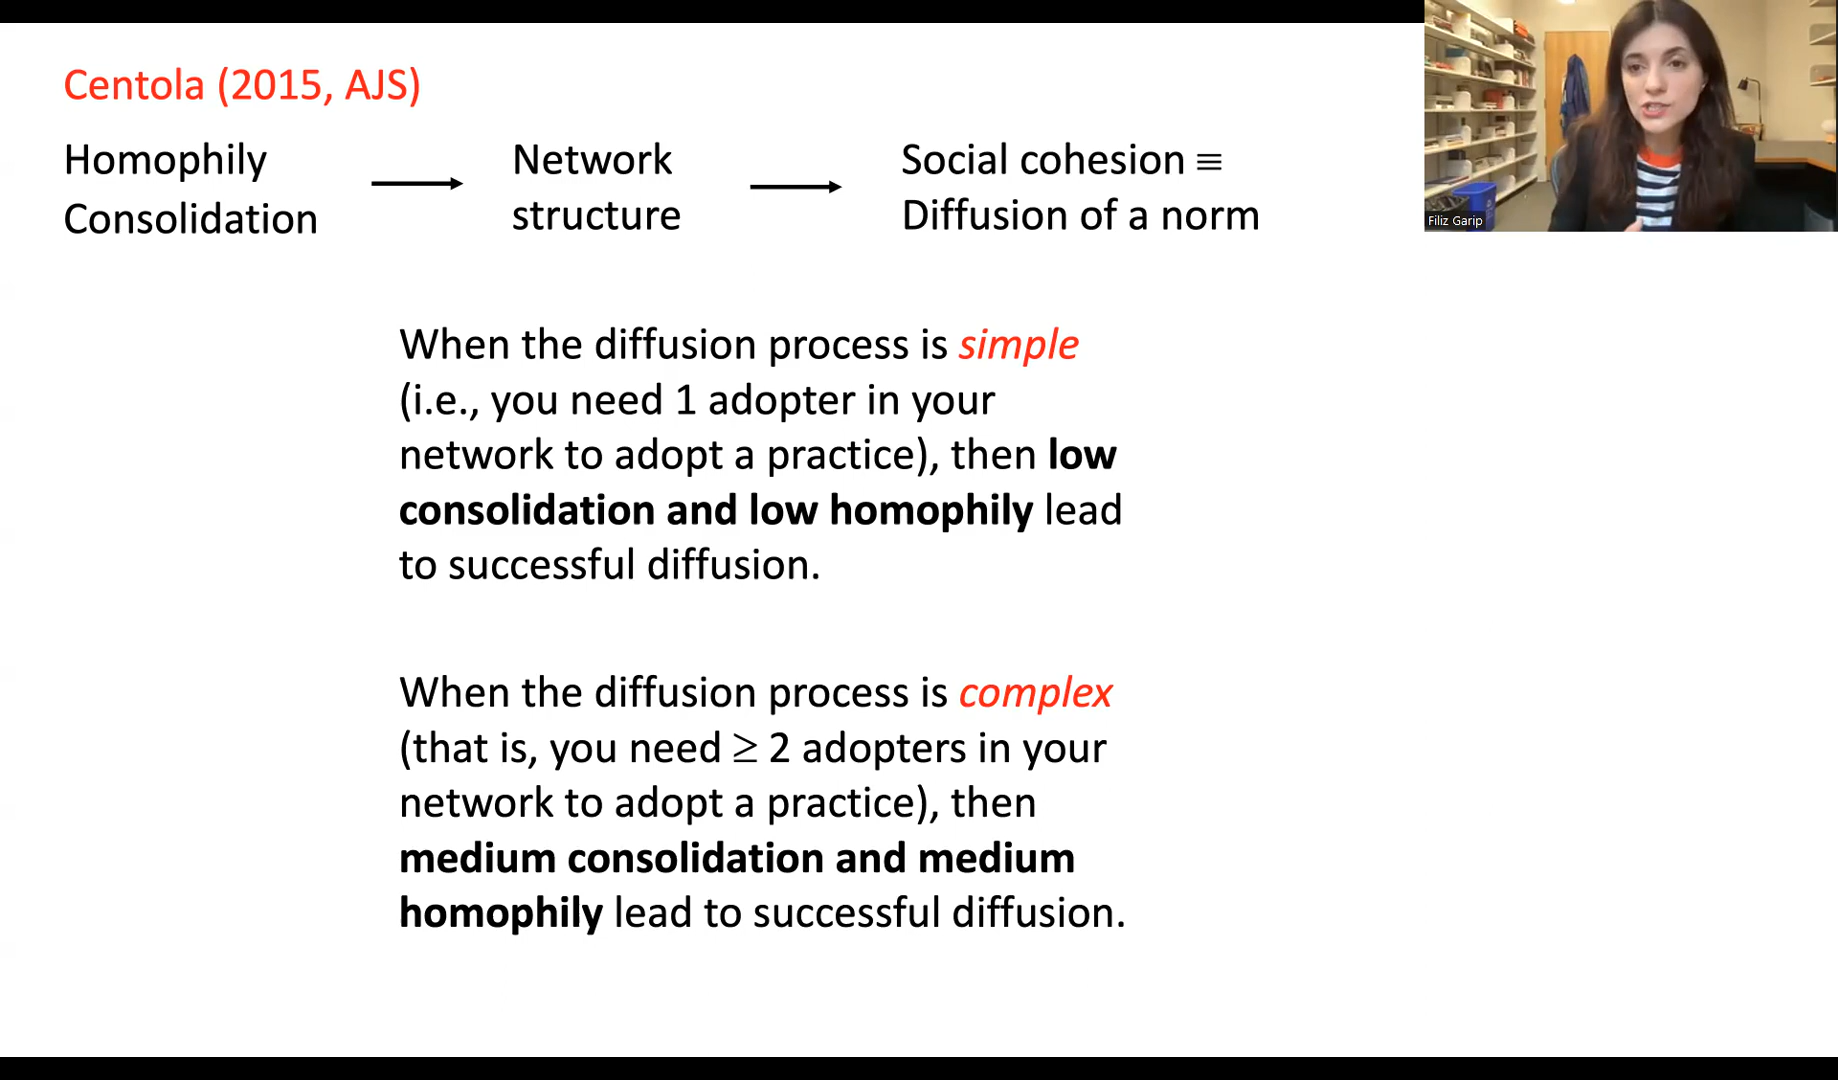 Centola (2015, AJS)
Homophily
Consolidation
Network
structure
Social cohesion ≡
Diffusion of a norm
Filiz Garip
When the diffusion process is simple
(i.e., you need 1 adopter in your
network to adopt a practice), then low
consolidation and low homophily lead
to successful diffusion.
When the diffusion process is complex
(that is, you need ≥ 2 adopters in your
network to adopt a practice), then
medium consolidation and medium
homophily lead to successful diffusion.